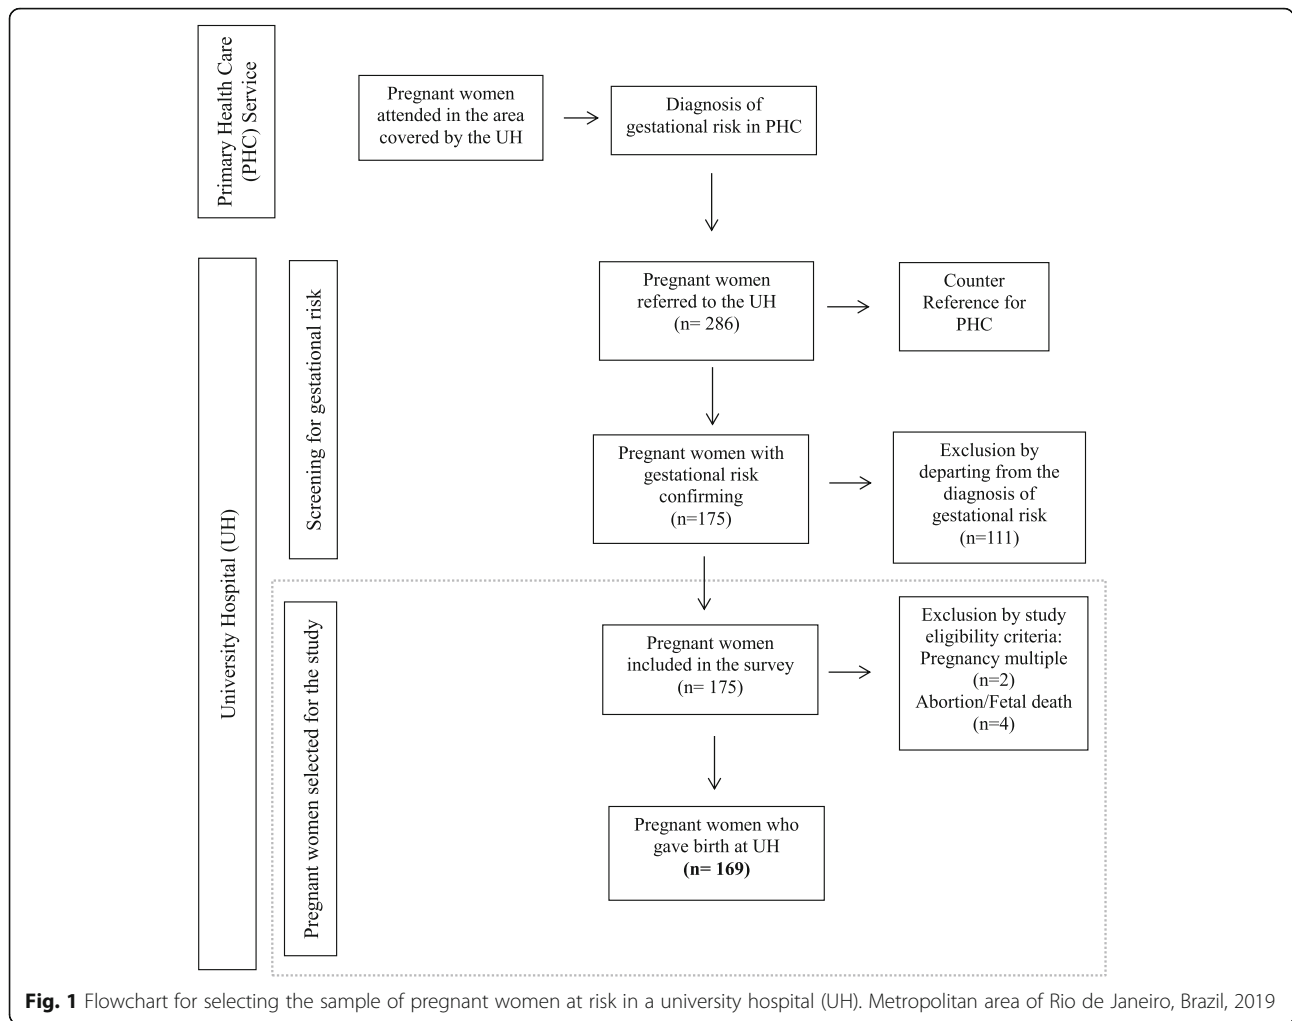 Primary Health Care
(PHC) Service
Pregnant women
attended in the area
covered by the UH
Diagnosis of
gestational risk in PHC
University Hospital (UH)
Screening for gestational risk
Pregnant women
referred to the UH
(n= 286)
Counter
Reference for
PHC
Pregnant women with
gestational risk
confirming
(n=175)
Exclusion by
departing from the
diagnosis of
gestational risk
(n=111)
Pregnant women selected for the study
Pregnant women
included in the survey
(n= 175)
Exclusion by study
eligibility criteria:
Pregnancy multiple
(n=2)
Abortion/Fetal death
(n=4)
Pregnant women who
gave birth at UH
(n= 169)
Fig. 1 Flowchart for selecting the sample of pregnant women at risk in a university hospital (UH). Metropolitan area of Rio de Janeiro, Brazil, 2019